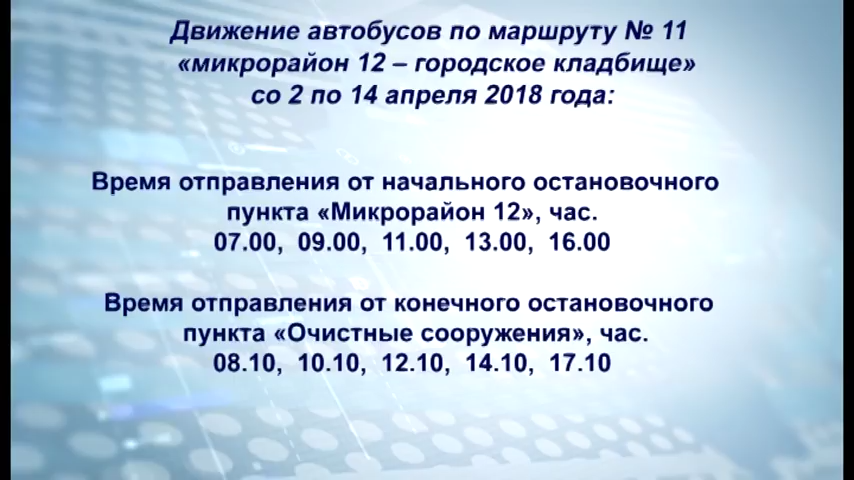 Движение автобусов по маршруту № 11
«микрорайон 12 – городское кладбище»
со 2 по 14 апреля 2018 года:
Время отправления от начального остановочного
пункта «Микрорайон 12», час.
07.00, 09.00, 11.00, 13.00, 16.00
Время отправления от конечного остановочного
пункта «Очистные сооружения», час.
08.10, 10.10, 12.10, 14.10, 17.10